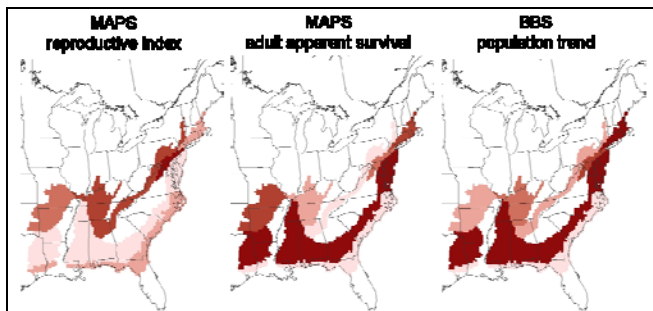 MAPS
reproductive index
MAPS
adult apparent survival
BBS
population trend